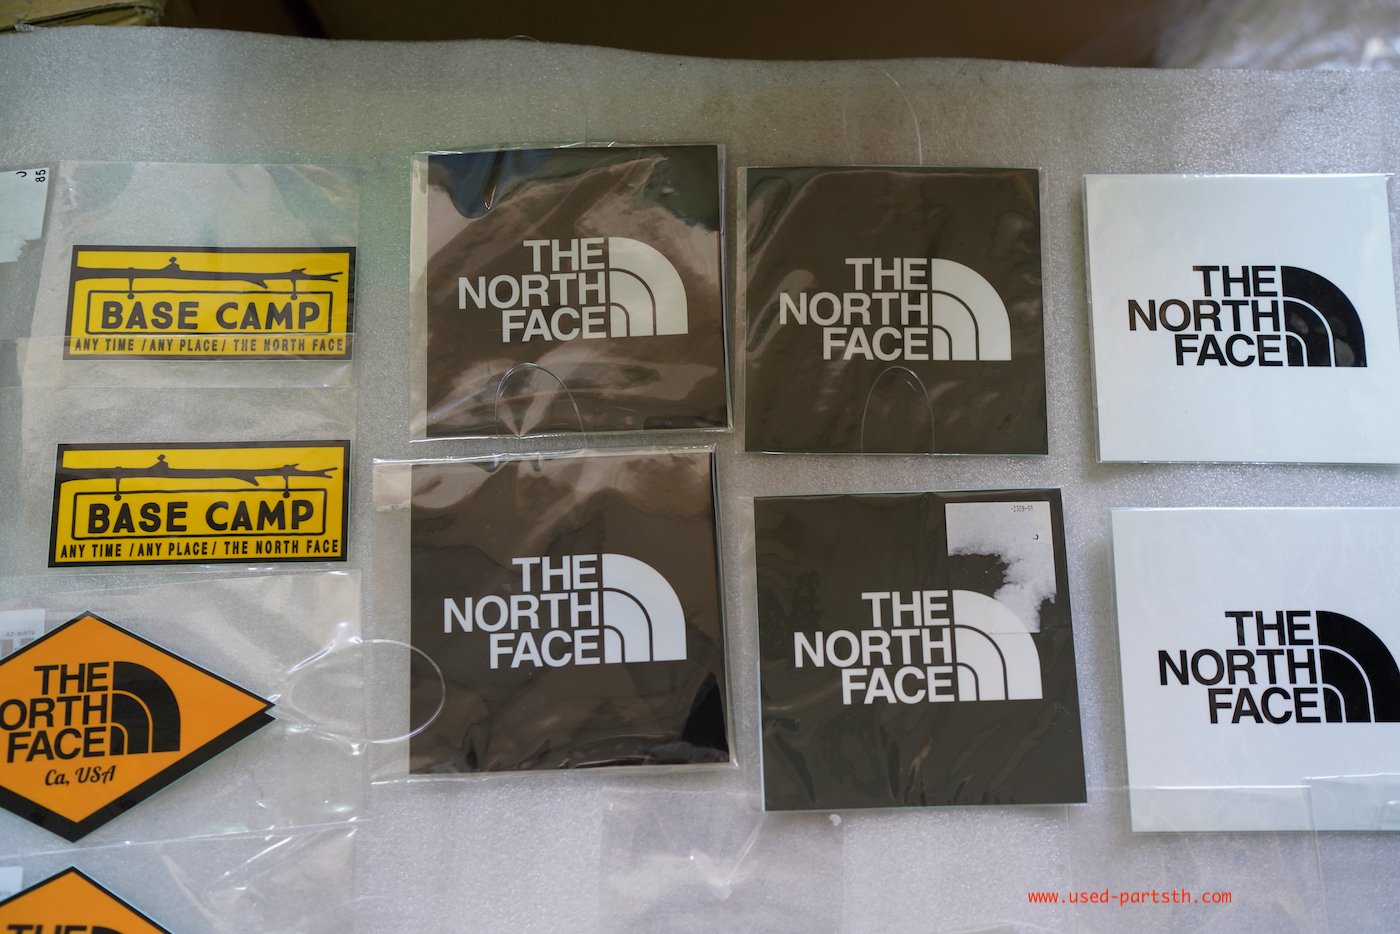 J
85
BASE CAMP
ANY TIME / ANY PLACE / THE NORTH FACE
THE
NORTH
FACE
THE
NORTH
FACE
THE
NORTH
FACE
BASE CAMP
ANY TIME / ANY PLACE / THE NORTH FACE
THE
NORTH
FACE
THE
NORTH
FACE
THE
NORTH
FACE
THE
ORTH
FACE
Ca, USA
THE
www.used-partsth.com